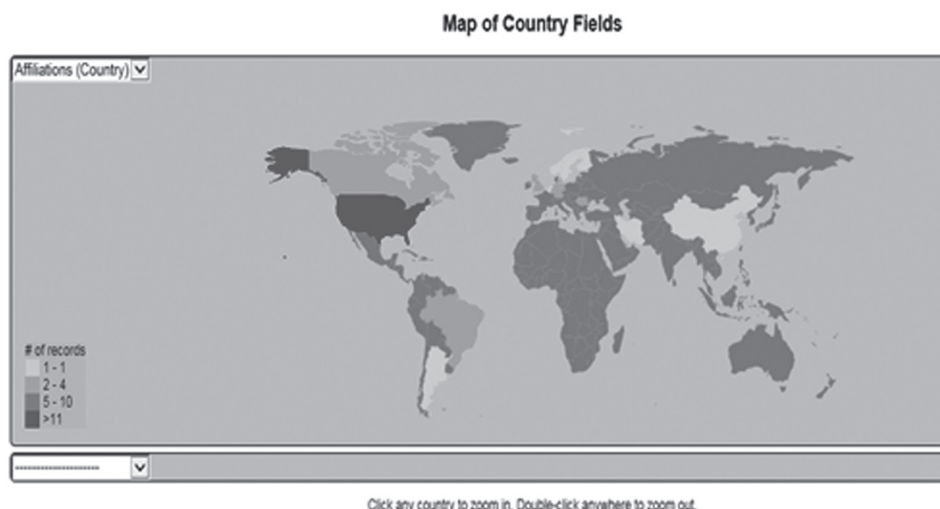 Map of Country Fields
Affiliations (Country)
# of records
1 - 1
2 - 4
5 - 10
>11
--------------------
Click any country to zoom in. Double-click anywhere to zoom out.